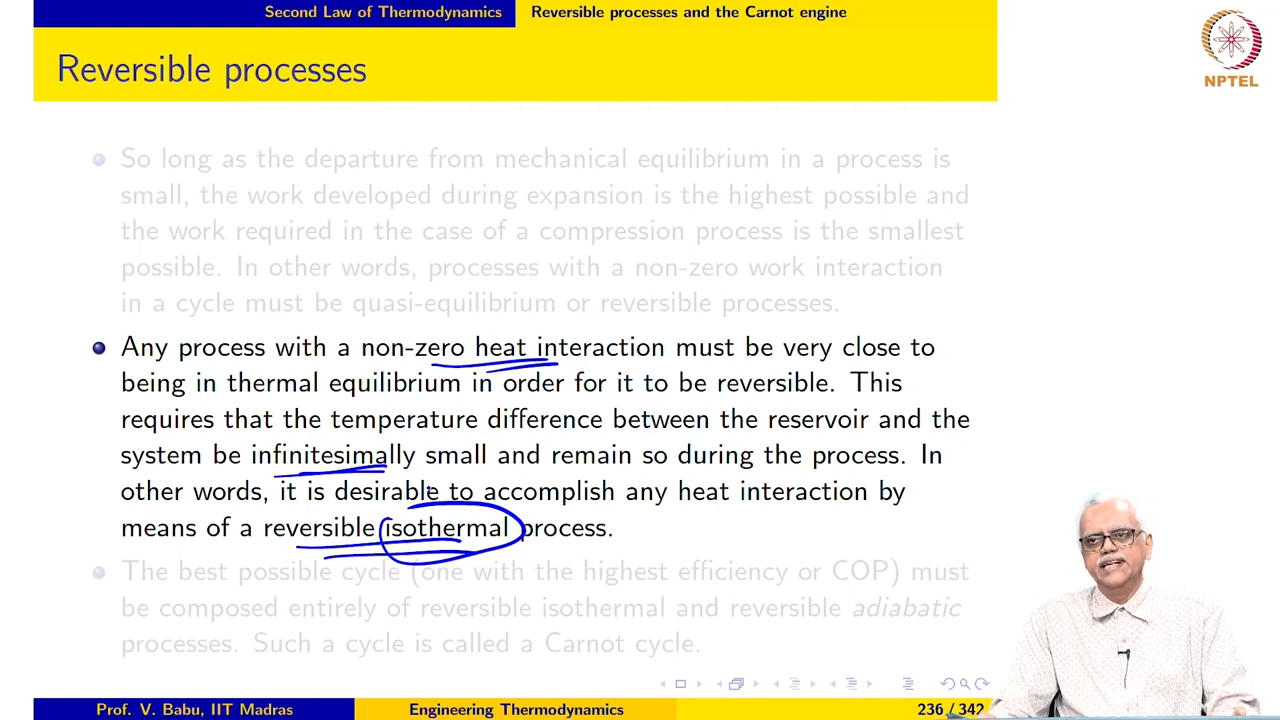 Second Law of Thermodynamics Reversible processes and the Carnot engine
Reversible processes
NPTEL
So long as the departure from mechanical equilibrium in a process is
small, the work developed during expansion is the highest possible and
the work required in the case of a compression process is the smallest
possible. In other words, processes with a non-zero work interaction
in a cycle must be quasi-equilibrium or reversible processes.
Any process with a non-zero heat interaction must be very close to
being in thermal equilibrium in order for it to be reversible. This
requires that the temperature difference between the reservoir and the
system be infinitesimally small and remain so during the process. In
other words, it is desirable to accomplish any heat interaction by
means of a reversible isothermal process.
The best possible cycle (one with the highest efficiency or COP) must
be composed entirely of reversible isothermal and reversible adiabatic
processes. Such a cycle is called a Carnot cycle.
Prof. V. Babu, IIT Madras Engineering Thermodynamics 236 / 342